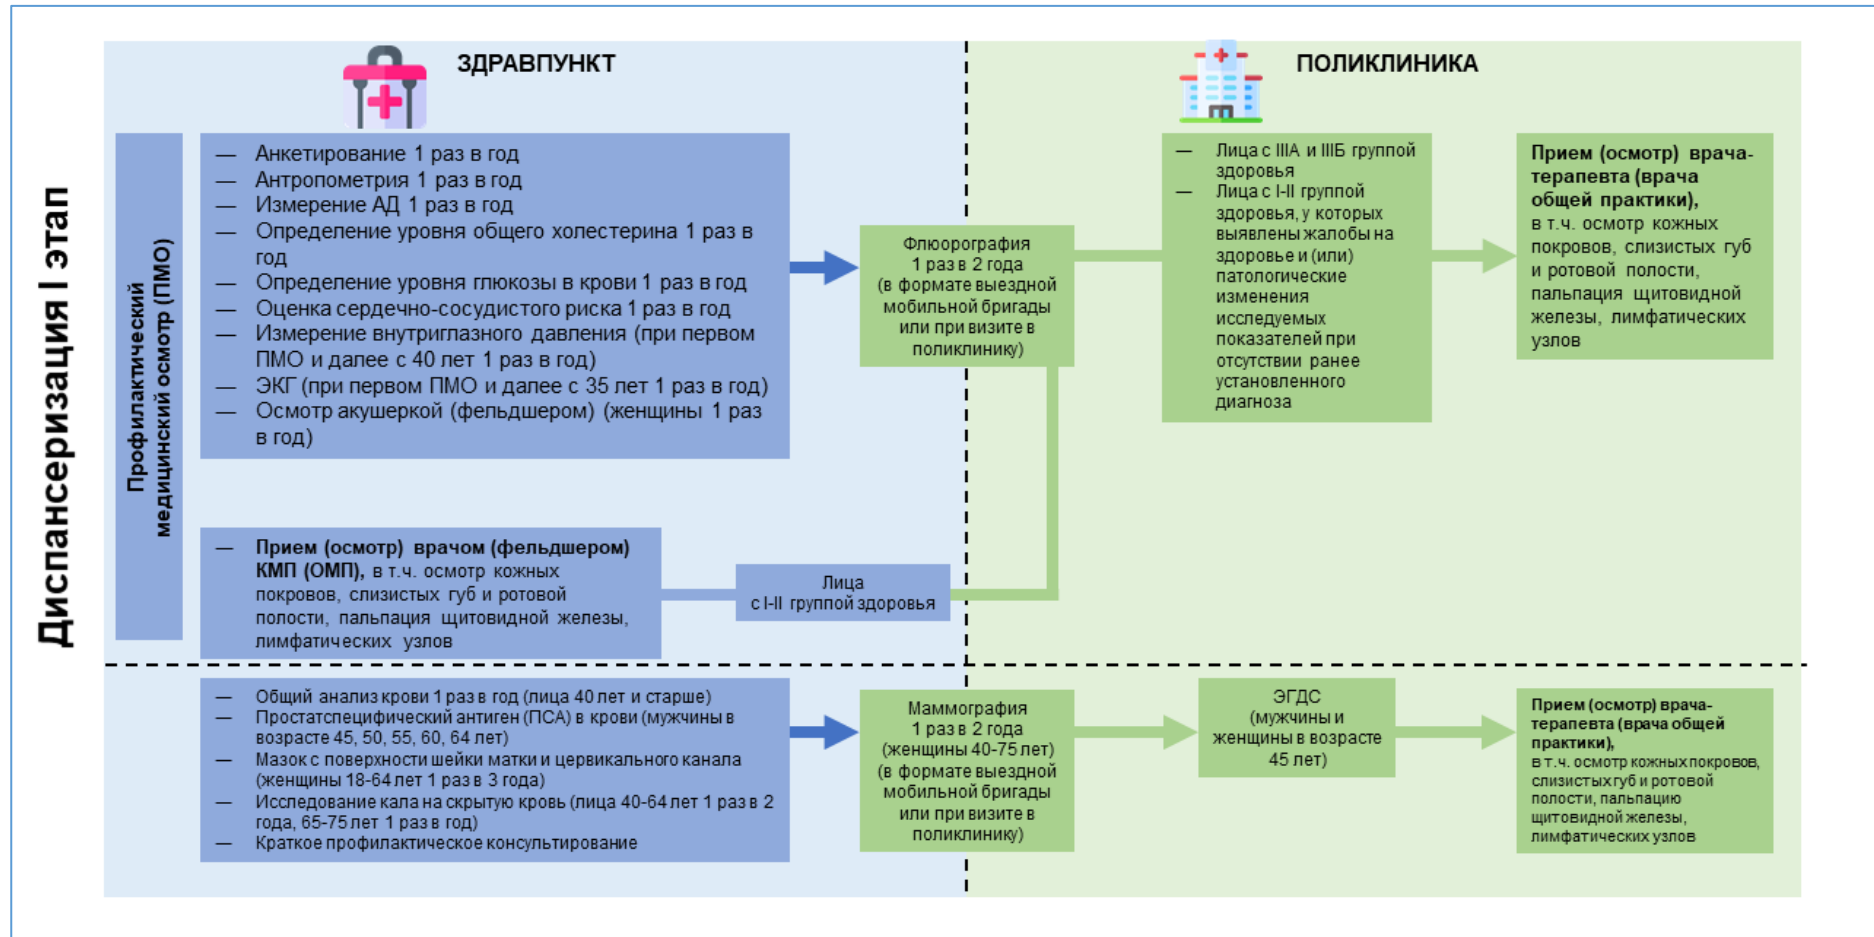 Диспансеризация I этап
ЗДРАВПУНКТ
ПОЛИКЛИНИКА
Профилактический
медицинский осмотр (ПМО)
— Анкетирование 1 раз в год
— Антропометрия 1 раз в год
— Измерение АД 1 раз в год
— Определение уровня общего холестерина 1 раз в
год
— Определение уровня глюкозы в крови 1 раз в год
— Оценка сердечно-сосудистого риска 1 раз в год
— Измерение внутриглазного давления (при первом
ПМО и далее с 40 лет 1 раз в год)
— ЭКГ (при первом ПМО и далее с 35 лет 1 раз в год)
— Осмотр акушеркой (фельдшером) (женщины 1 раз
в год)
Флюорография
1 раз в 2 года
(в формате выездной
мобильной бригады
или при визите в
поликлинику)
— Лица с IIIА и IIIБ группой
здоровья
— Лица с I-II группой
здоровья, у которых
выявлены жалобы на
здоровье и (или)
патологические
изменения
исследуемых
показателей при
отсутствии ранее
установленного
диагноза
Прием (осмотр) врача-
терапевта (врача
общей практики),
в т.ч. осмотр кожных
покровов, слизистых губ
и ротовой полости,
пальпация щитовидной
железы, лимфатических
узлов
— Прием (осмотр) врачом (фельдшером)
КМП (ОМП), в т.ч. осмотр кожных
покровов, слизистых губ и ротовой
полости, пальпация щитовидной железы,
лимфатических узлов
Лица
с I-II группой здоровья
— Общий анализ крови 1 раз в год (лица 40 лет и старше)
— Простатспецифический антиген (ПСА) в крови (мужчины в
возрасте 45, 50, 55, 60, 64 лет)
— Мазок с поверхности шейки матки и цервикального канала
(женщины 18-64 лет 1 раз в 3 года)
— Исследование кала на скрытую кровь (лица 40-64 лет 1 раз в 2
года, 65-75 лет 1 раз в год)
— Краткое профилактическое консультирование
Маммография
1 раз в 2 года
(женщины 40-75 лет)
(в формате выездной
мобильной бригады
или при визите в
поликлинику)
ЭГДС
(мужчины и
женщины в возрасте
45 лет)
Прием (осмотр) врача-
терапевта (врача общей
практики),
в т.ч. осмотр кожных покровов,
слизистых губ и ротовой
полости, пальпацию
щитовидной железы,
лимфатических узлов